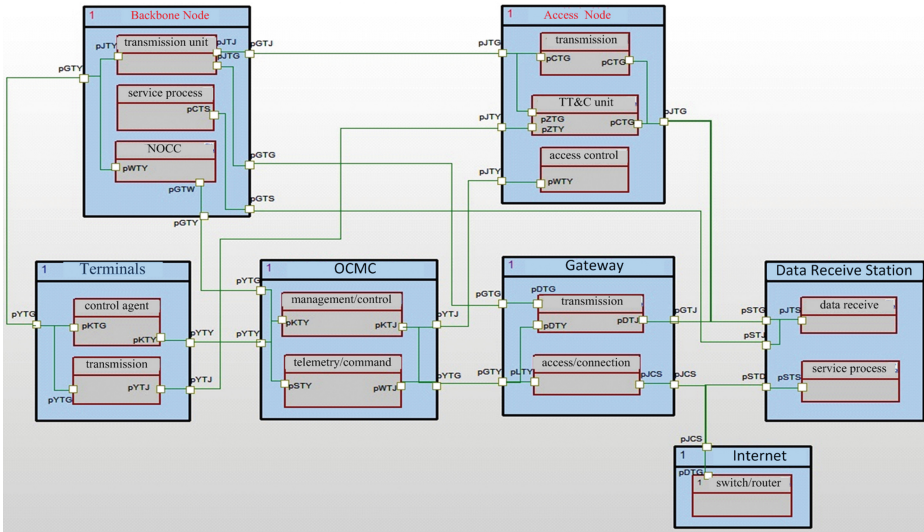 1
Backbone Node
transmission unit
pJTY
pJTJ
pJTG
pGTJ
pGTY
service process
pCTS
NOCC
pWTY
pGTW
pGTG
pGTS
pGTY
1
Access Node
transmission
pJTG
pCTG
pCTG
TT&C unit
pZTG
pZTY
pCTG
pJTG
pJTY
access control
pJTY
pWTY
1
Terminals
control agent
pYTG
pKTG
pKTY
pYTY
transmission
pYTG
pYTJ
pYTJ
1
OCMC
pYTG
management/control
pKTY
pKTJ
pYTJ
pYTY
telemetry/command
pSTY
pWTJ
pYTG
1
Gateway
pDTG
pGTG
transmission
pDTY
pDTJ
pGTJ
access/connection
pGTY
pLTY
pJCS
pJCS
1
Data Receive Station
data receive
pSTG
pJTS
pSTJ
service process
pSTD
pSTS
pJCS
1
Internet
pDTG
1
switch/router